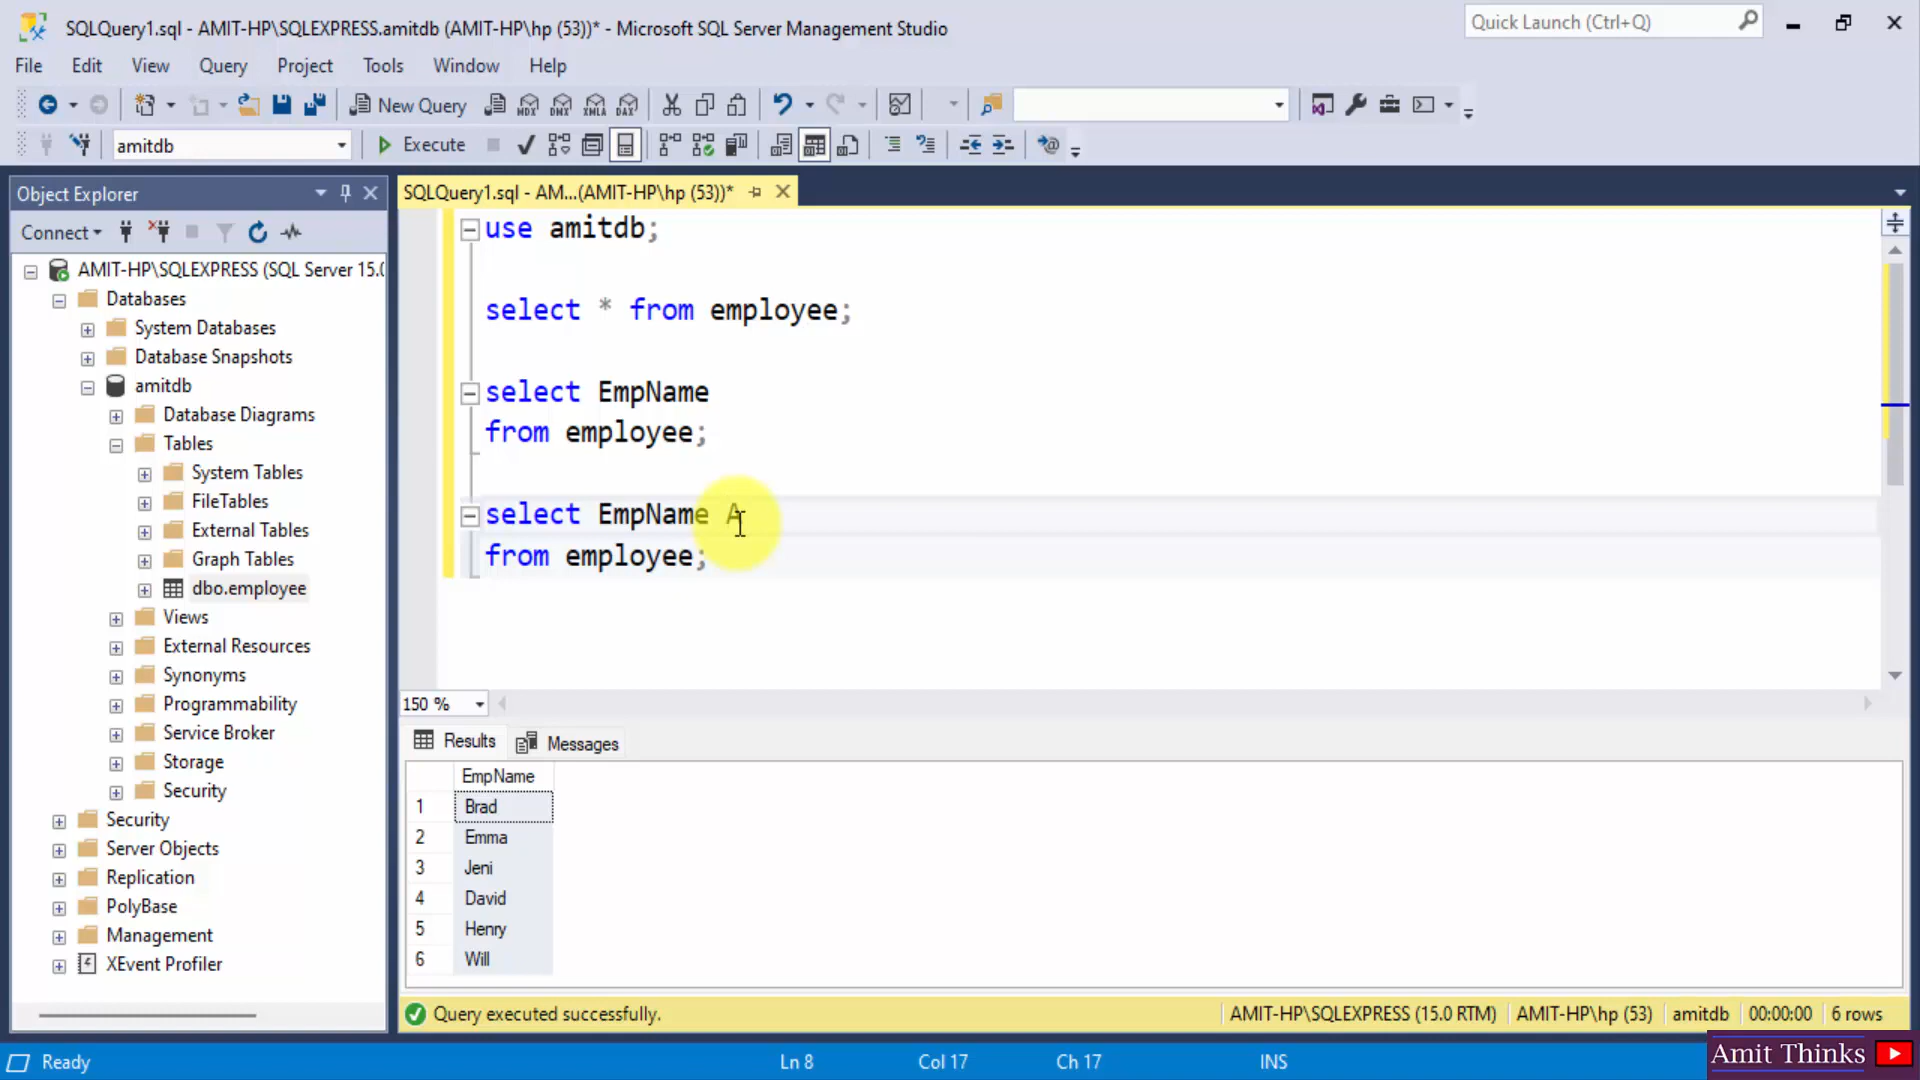 SQLQuery1.sql - AMIT-HP\SQLEXPRESS.amitdb (AMIT-HP\hp (53))* - Microsoft SQL Server Management Studio
Quick Launch (Ctrl+Q)
File Edit View Query Project Tools Window Help
New Query MDX DMX XMLA DAX
amitdb Execute
Object Explorer
SQLQuery1.sql - AM...(AMIT-HP\hp (53))*
Connect
AMIT-HP\SQLEXPRESS (SQL Server 15.0
Databases
System Databases
Database Snapshots
amitdb
Database Diagrams
Tables
System Tables
FileTables
External Tables
Graph Tables
dbo.employee
Views
External Resources
Synonyms
Programmability
Service Broker
Storage
Security
Security
Server Objects
Replication
PolyBase
Management
XEvent Profiler
use amitdb;
select * from employee;
select EmpName
from employee;
select EmpName A
from employee;
150 %
Results Messages
EmpName
1 Brad
2 Emma
3 Jeni
4 David
5 Henry
6 Will
Query executed successfully. AMIT-HP\SQLEXPRESS (15.0 RTM) AMIT-HP\hp (53) amitdb 00:00:00 6 rows
Ready Ln 8 Col 17 Ch 17 INS
Amit Thinks